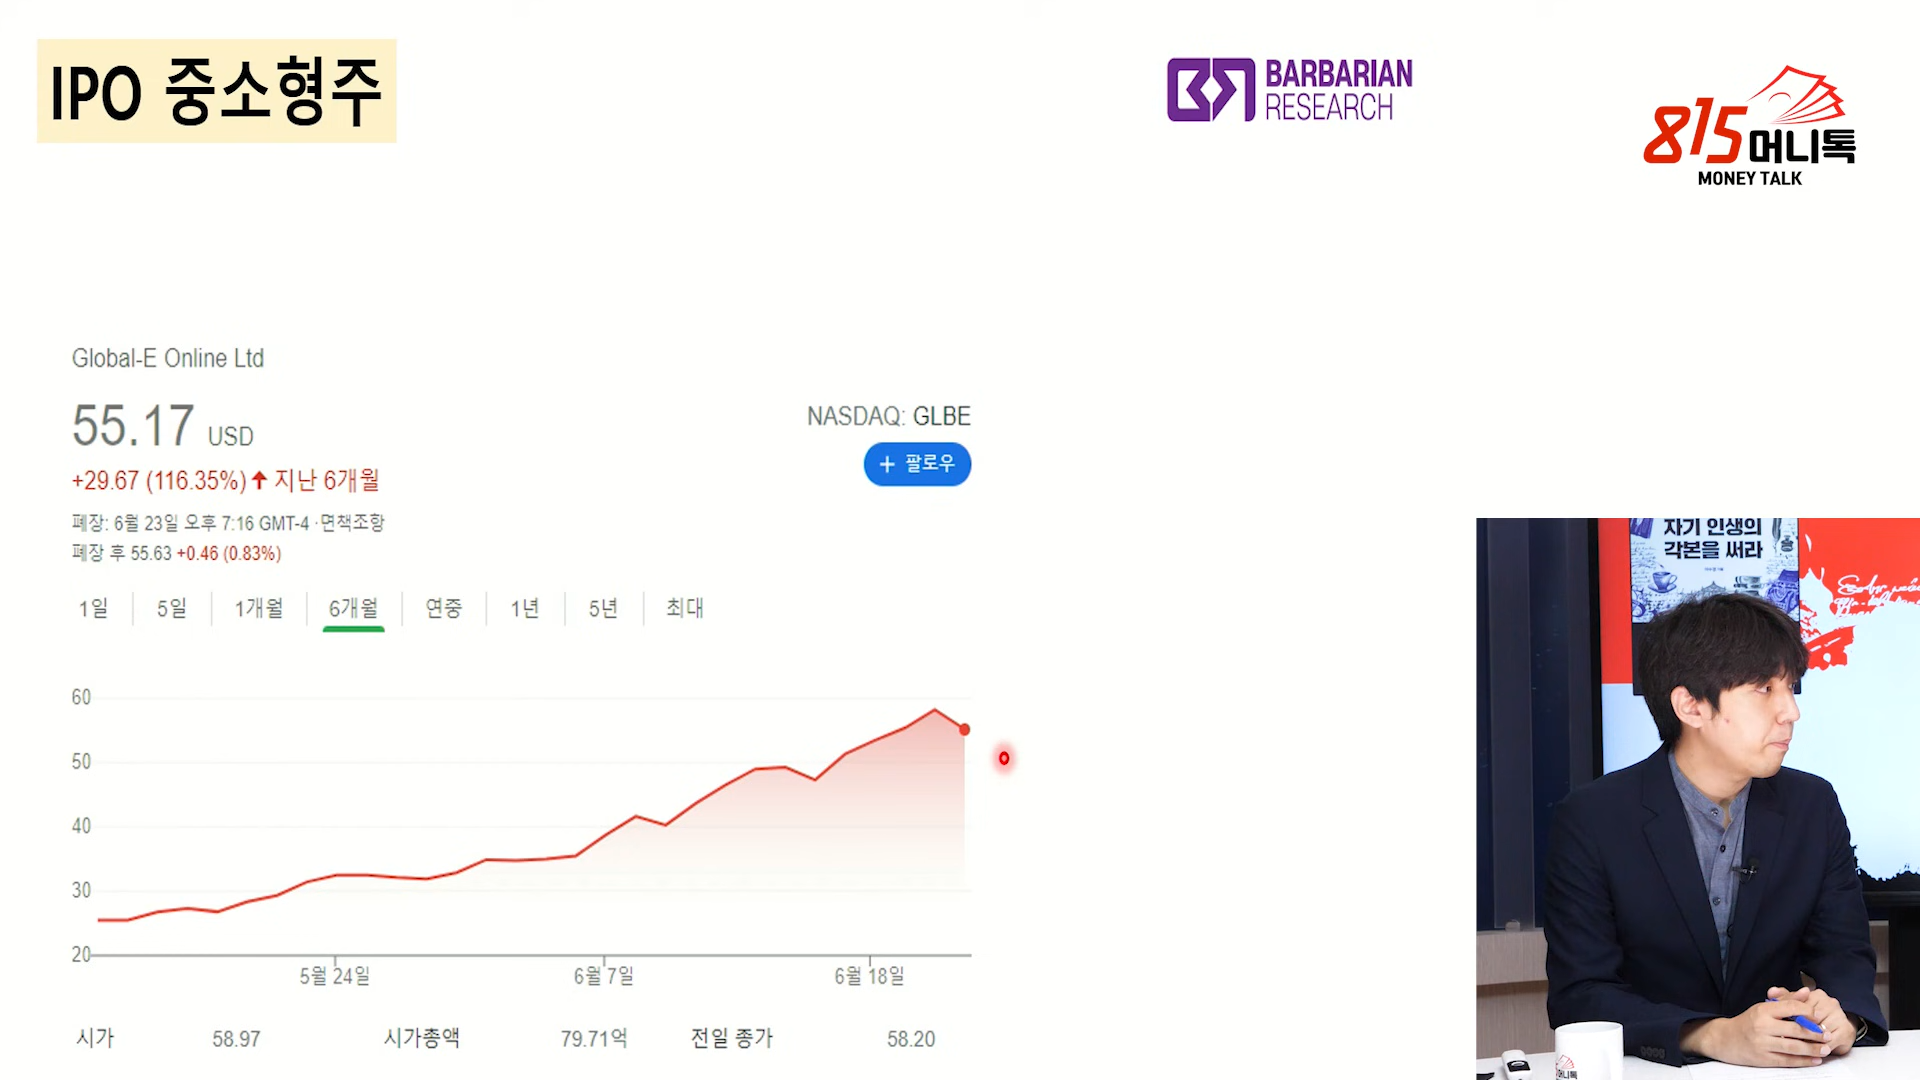 IPO 중소형주
BARBARIAN
RESEARCH
815머니톡
MONEY TALK
Global-E Online Ltd
55.17 USD
NASDAQ: GLBE
+ 팔로우
+29.67 (116.35%) 지난 6개월
폐장: 6월 23일 오후 7:16 GMT-4 ·면책조항
폐장 후 55.63 +0.46 (0.83%)
1일 5일 1개월 6개월 연중 1년 5년 최대
60
50
40
30
20
5월 24일 6월 7일 6월 18일
시가 58.97 시가총액 79.71억 전일 종가 58.20
자기 인생의
각본을 써라